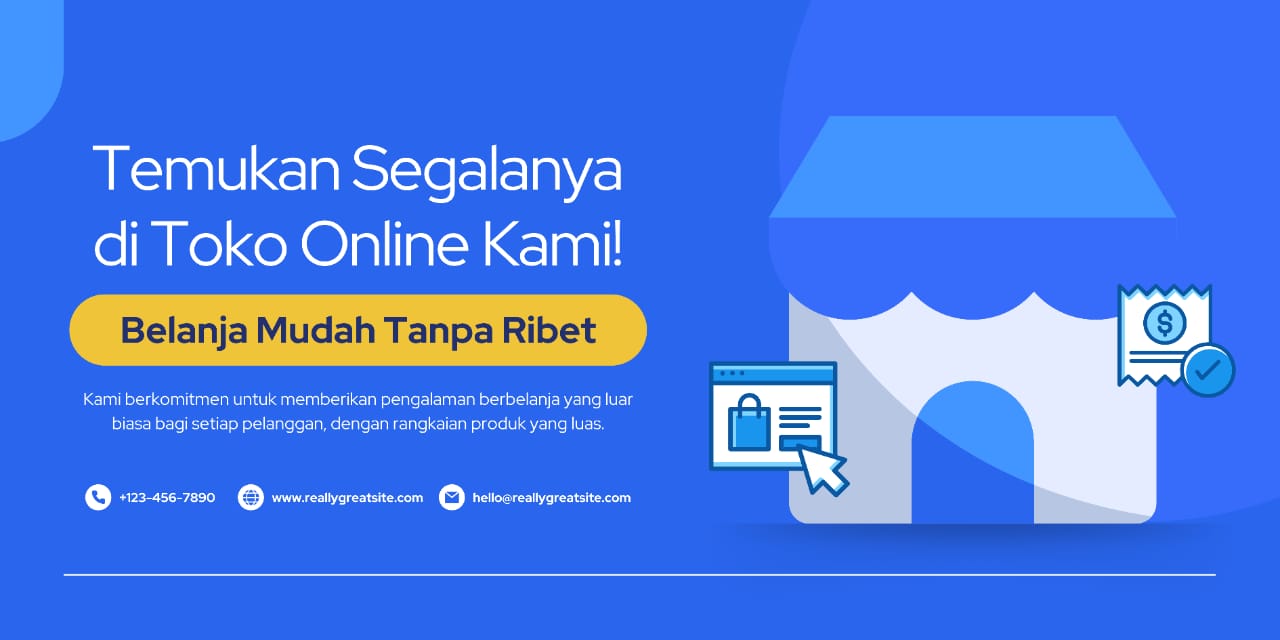 Temukan Segalanya
di Toko Online Kami!
Belanja Mudah Tanpa Ribet
Kami berkomitmen untuk memberikan pengalaman berbelanja yang luar
biasa bagi setiap pelanggan, dengan rangkaian produk yang luas.
+123-456-7890 www.reallygreatsite.com hello@reallygreatsite.com
$